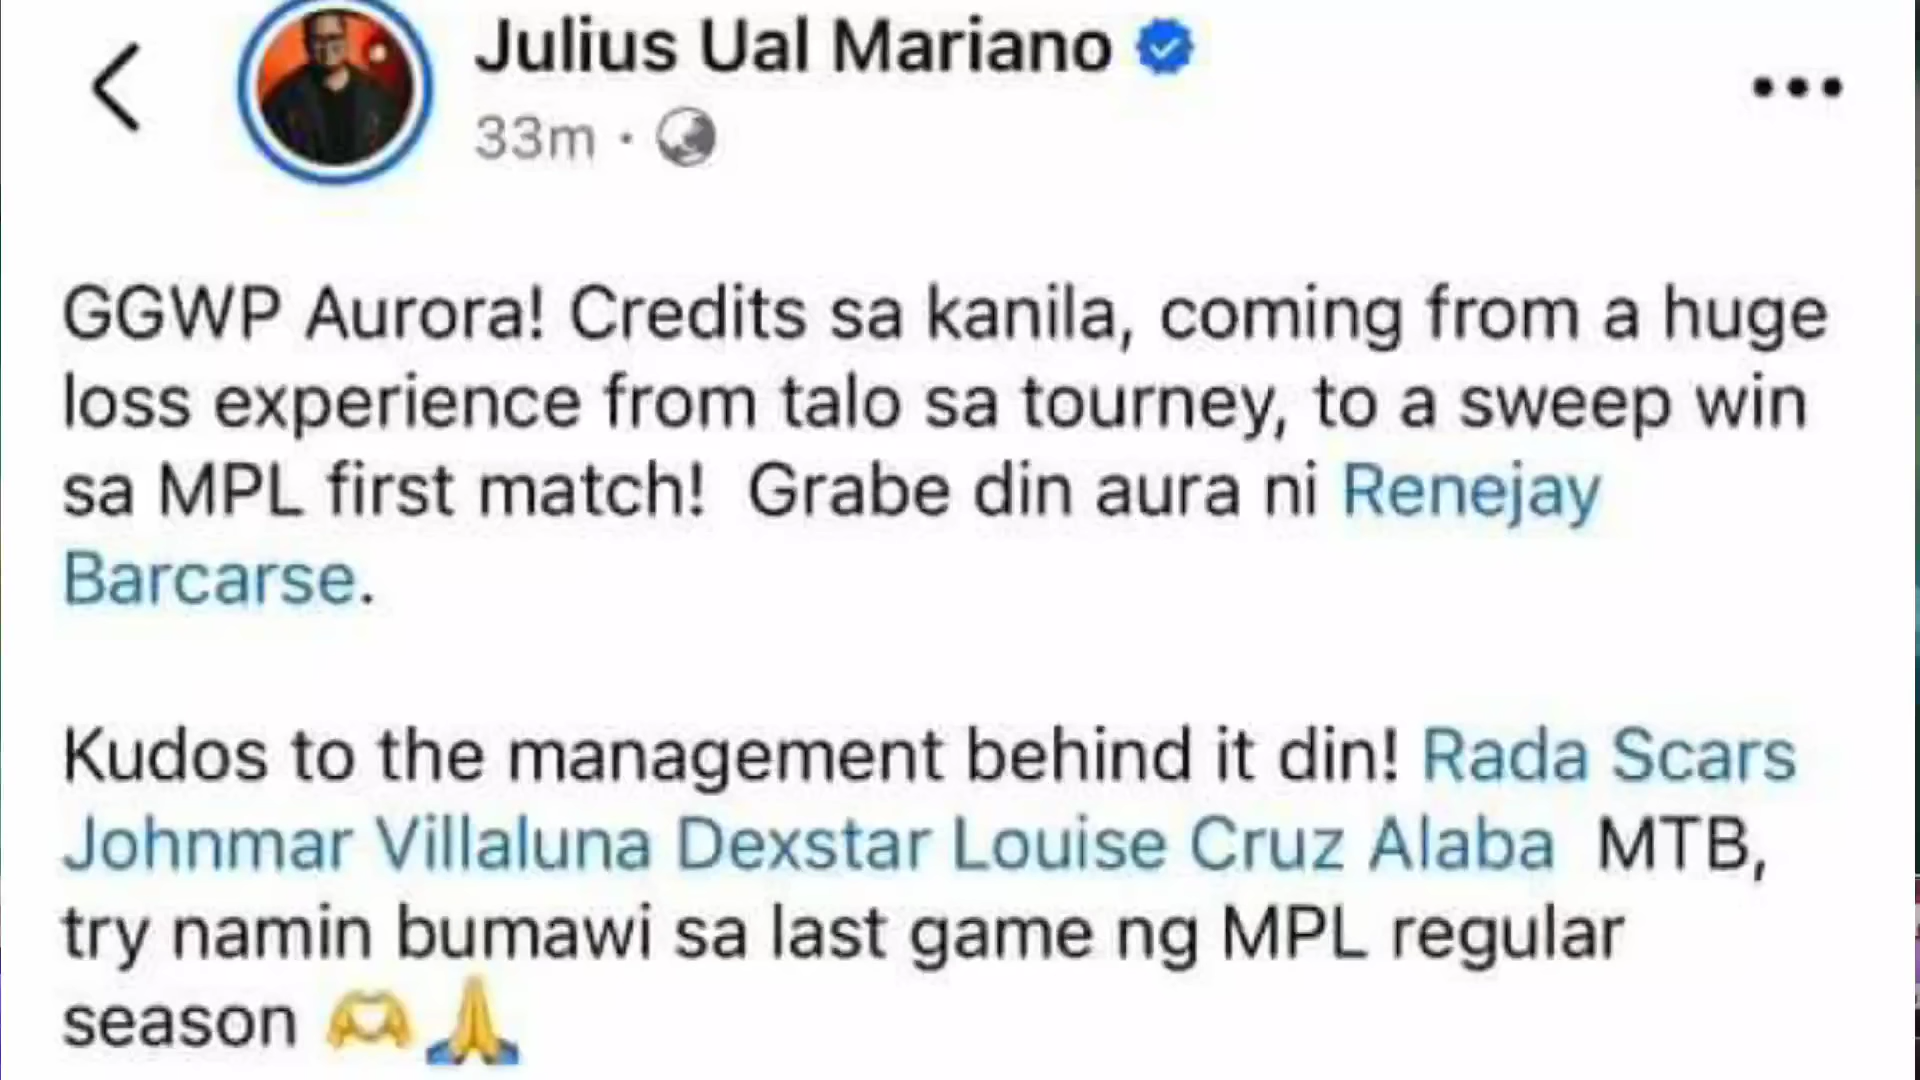 Julius Ual Mariano
33m ·
GGWP Aurora! Credits sa kanila, coming from a huge
loss experience from talo sa tourney, to a sweep win
sa MPL first match! Grabe din aura ni Renejay
Barcarse.
Kudos to the management behind it din! Rada Scars
Johnmar Villaluna Dexstar Louise Cruz Alaba MTB,
try namin bumawi sa last game ng MPL regular
season 🫶🙏